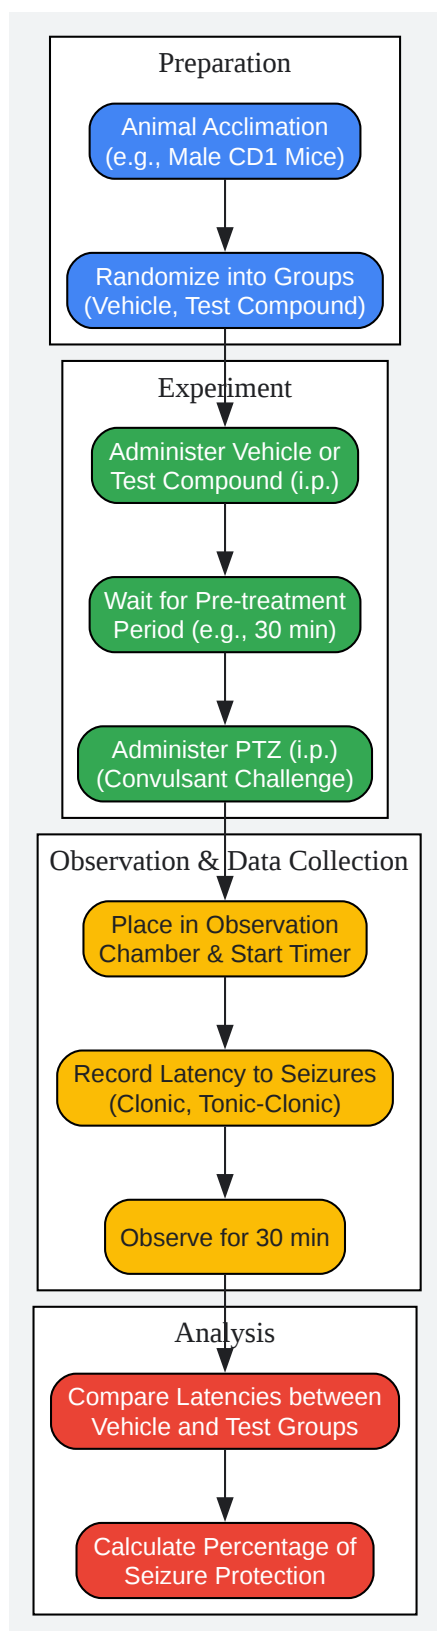 Preparation
Animal Acclimation
(e.g., Male CD1 Mice)
Randomize into Groups
(Vehicle, Test Compound)
Experiment
Administer Vehicle or
Test Compound (i.p.)
Wait for Pre-treatment
Period (e.g., 30 min)
Administer PTZ (i.p.)
(Convulsant Challenge)
Observation & Data Collection
Place in Observation
Chamber & Start Timer
Record Latency to Seizures
(Clonic, Tonic-Clonic)
Observe for 30 min
Analysis
Compare Latencies between
Vehicle and Test Groups
Calculate Percentage of
Seizure Protection